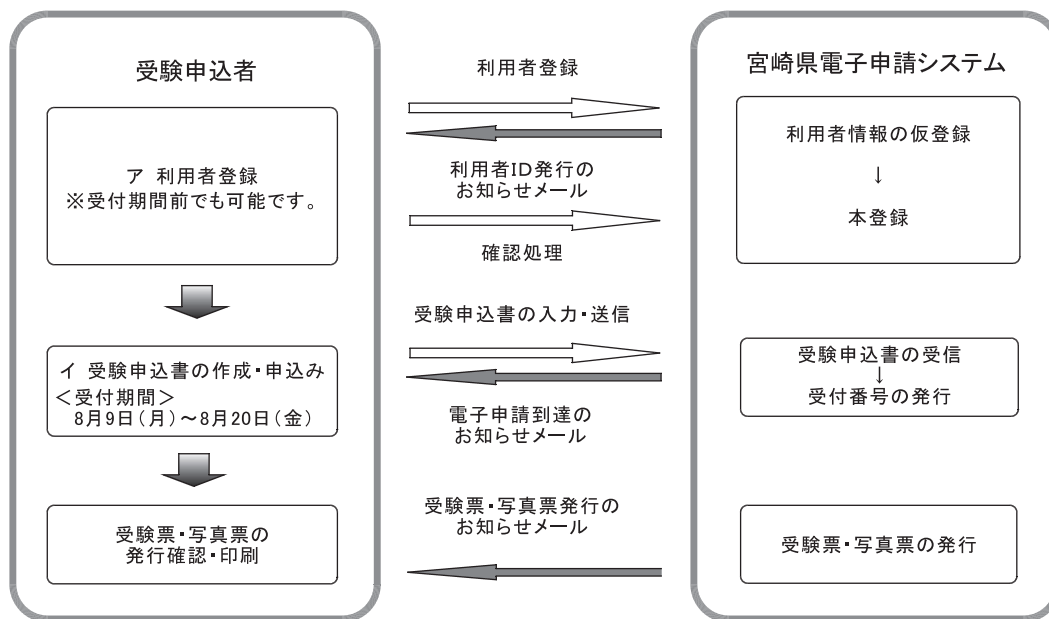 受験申込者
ア 利用者登録
※受付期間前でも可能です。
イ 受験申込書の作成・申込み
＜受付期間＞
8月9日(月)～8月20日(金)
受験票・写真票の
発行確認・印刷
利用者登録
利用者ID発行の
お知らせメール
確認処理
受験申込書の入力・送信
電子申請到達の
お知らせメール
受験票・写真票発行の
お知らせメール
宮崎県電子申請システム
利用者情報の仮登録
↓
本登録
受験申込書の受信
↓
受付番号の発行
受験票・写真票の発行